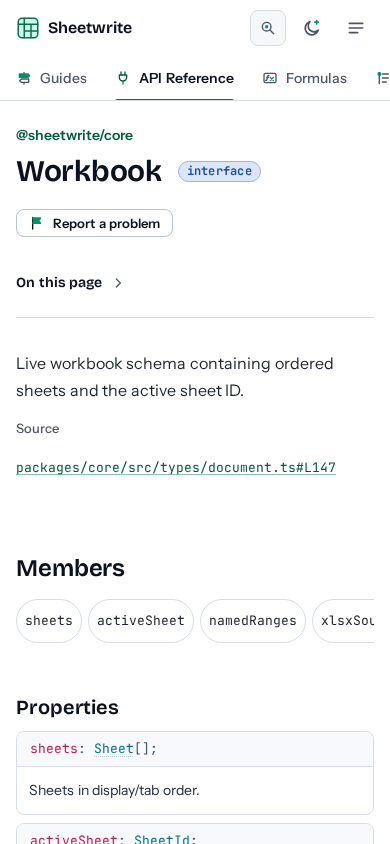 Sheetwrite
Guides
API Reference
Formulas
@sheetwrite/core
Workbook interface
Report a problem
On this page
Live workbook schema containing ordered
sheets and the active sheet ID.
Source
packages/core/src/types/document.ts#L147
Members
sheets activeSheet namedRanges xlsxSou
Properties
sheets: Sheet[];
Sheets in display/tab order.
activeSheet: SheetId;